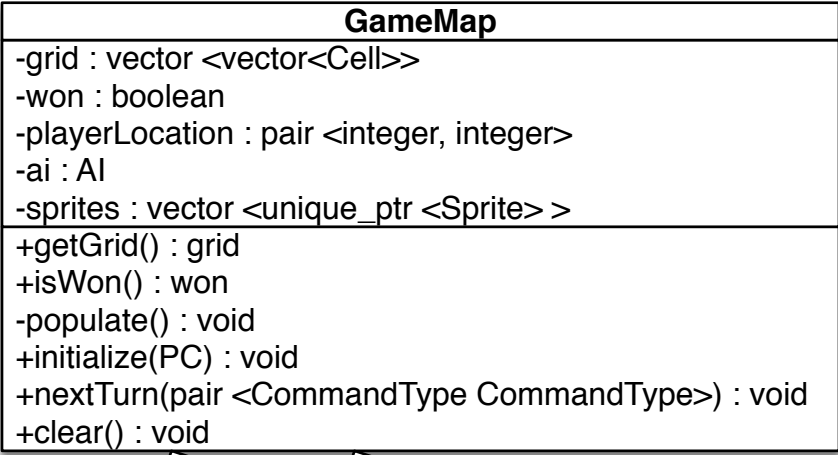 GameMap
-grid : vector <vector<Cell>>
-won : boolean
-playerLocation : pair <integer, integer>
-ai : AI
-sprites : vector <unique_ptr <Sprite> >
+getGrid() : grid
+isWon() : won
-populate() : void
+initialize(PC) : void
+nextTurn(pair <CommandType CommandType>) : void
+clear() : void